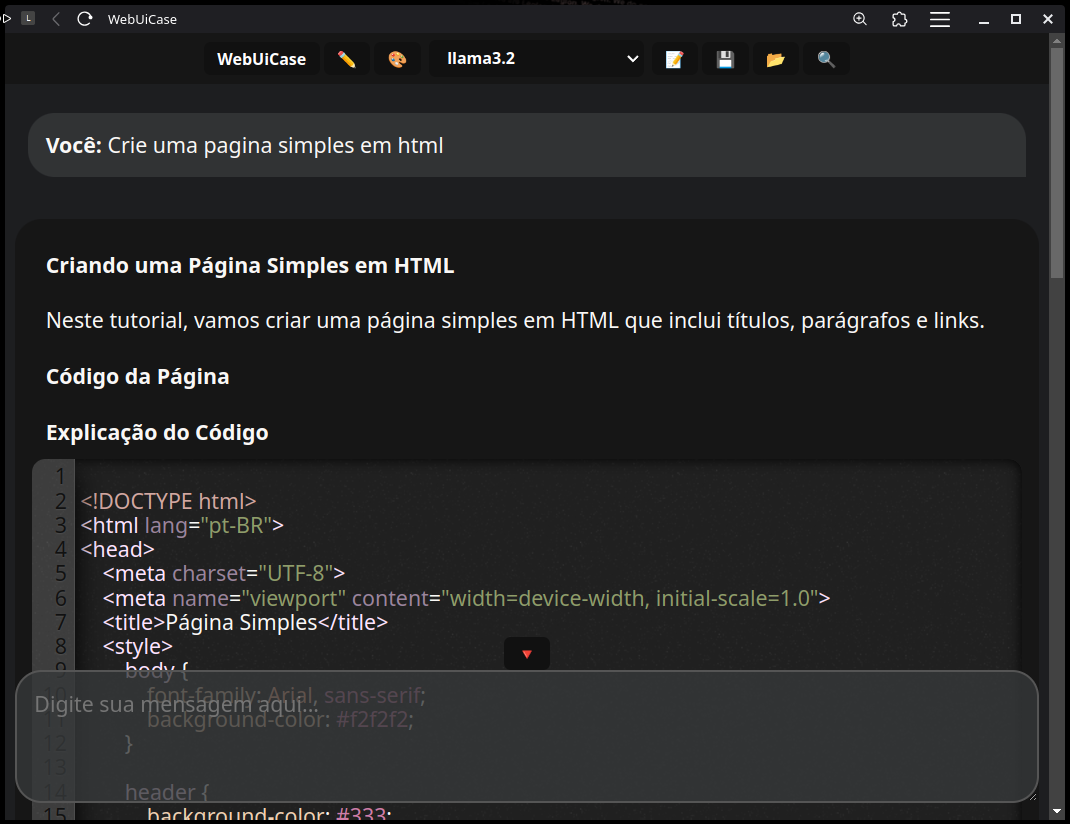 L WebUiCase
WebUiCase llama3.2
Você: Crie uma pagina simples em html
Criando uma Página Simples em HTML
Neste tutorial, vamos criar uma página simples em HTML que inclui títulos, parágrafos e links.
Código da Página
Explicação do Código
1
2 <!DOCTYPE html>
3 <html lang="pt-BR">
4 <head>
5 <meta charset="UTF-8">
6 <meta name="viewport" content="width=device-width, initial-scale=1.0">
7 <title>Página Simples</title>
8 <style>
9 body {
10 font-family: Arial, sans-serif;
Digite sua mensagem aqui...
11 background-color: #f2f2f2;
12 }
13
14 header {
15 background-color: #333;